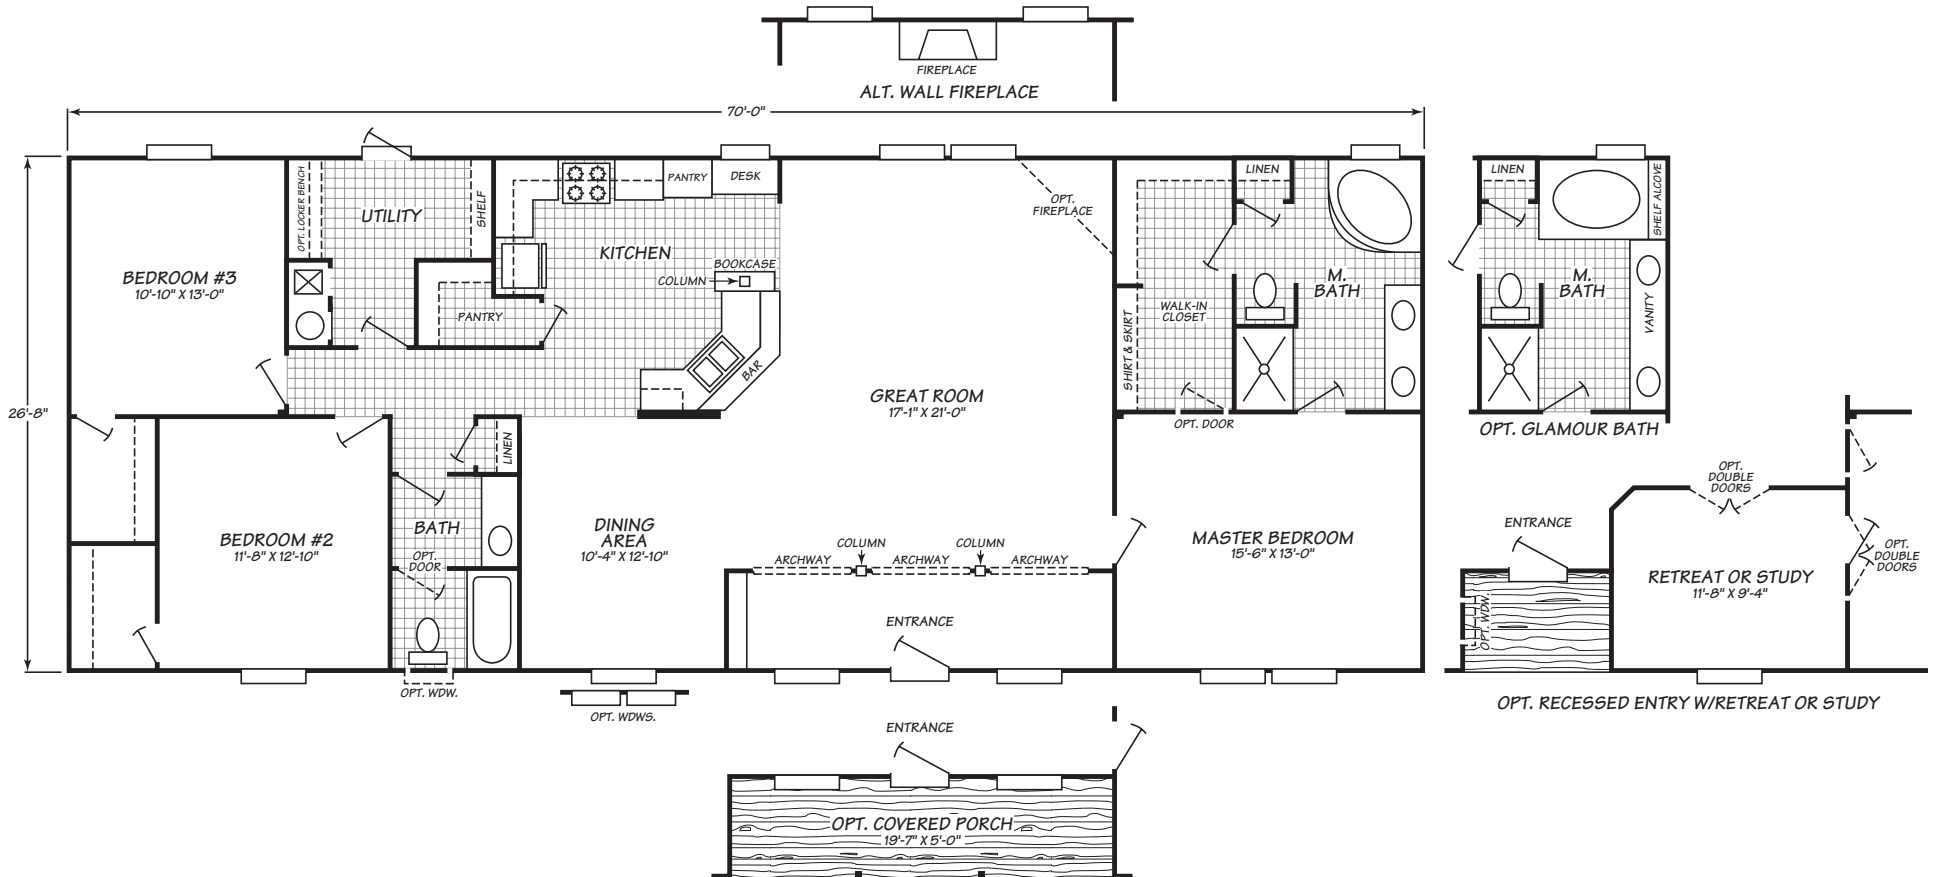 FIREPLACE
ALT. WALL FIREPLACE
70'-0"
26'-8"
BEDROOM #3
10'-10" X 13'-0"
OPT. LOCKER BENCH
UTILITY
SHELF
PANTRY
DESK
KITCHEN
BOOKCASE
COLUMN
PANTRY
BAR
OPT.
FIREPLACE
GREAT ROOM
17'-1" X 21'-0"
LINEN
M.
BATH
WALK-IN
CLOSET
SHIRT & SKIRT
OPT. DOOR
LINEN
SHELF ALCOVE
M.
BATH
VANITY
OPT. GLAMOUR BATH
BEDROOM #2
11'-8" X 12'-10"
LINEN
BATH
OPT.
DOOR
OPT. WDW.
DINING
AREA
10'-4" X 12'-10"
OPT. WDWS.
COLUMN
COLUMN
ARCHWAY
ARCHWAY
ARCHWAY
ENTRANCE
MASTER BEDROOM
15'-6" X 13'-0"
ENTRANCE
OPT. WDW.
OPT.
DOUBLE
DOORS
OPT.
DOUBLE
DOORS
RETREAT OR STUDY
11'-8" X 9'-4"
OPT. RECESSED ENTRY W/RETREAT OR STUDY
ENTRANCE
OPT. COVERED PORCH
19'-7" X 5'-0"